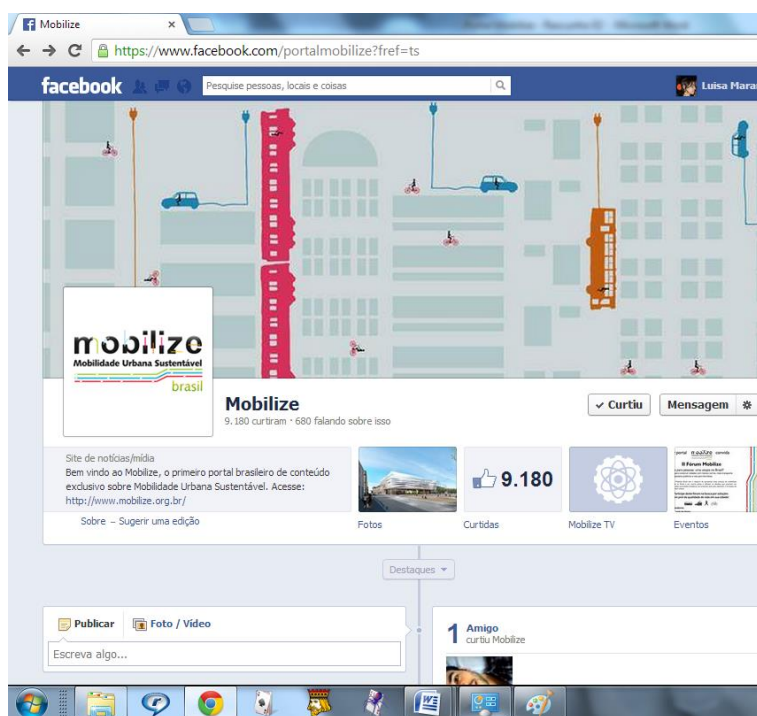 Mobilize
https://www.facebook.com/portalmobilize?fref=ts
facebook
Pesquise pessoas, locais e coisas
Luisa Mara
mobilize
Mobilidade Urbana Sustentável
brasil
Mobilize
9.180 curtiram · 680 falando sobre isso
✓ Curtiu
Mensagem
Site de notícias/mídia
Bem vindo ao Mobilize, o primeiro portal brasileiro de conteúdo
exclusivo sobre Mobilidade Urbana Sustentável. Acesse:
http://www.mobilize.org.br/
Sobre – Sugerir uma edição
Fotos
9.180
Curtidas
Mobilize TV
II Fórum Mobilize
Eventos
Destaques
Publicar
Foto / Vídeo
Escreva algo...
1 Amigo
curtiu Mobilize